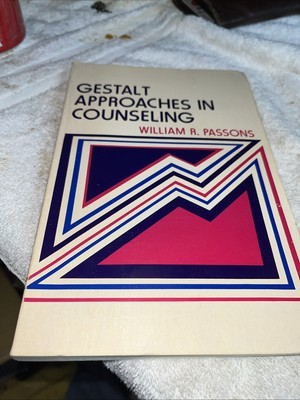 GESTALT
APPROACHES IN
COUNSELING
WILLIAM R. PASSONS